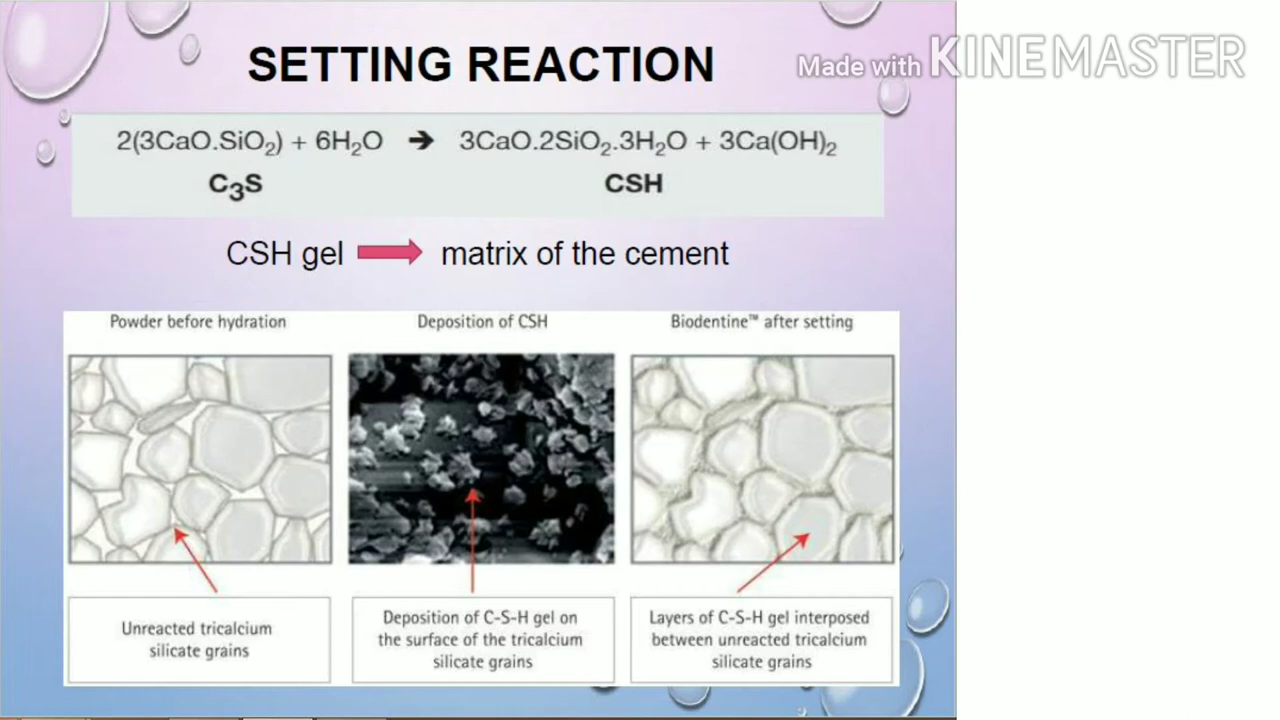 SETTING REACTION
Made with KINEMASTER
2(3CaO.SiO₂) + 6H₂O ➔ 3CaO.2SiO₂.3H₂O + 3Ca(OH)₂
C₃S CSH
CSH gel matrix of the cement
Powder before hydration
Deposition of CSH
Biodentine™ after setting
Unreacted tricalcium
silicate grains
Deposition of C-S-H gel on
the surface of the tricalcium
silicate grains
Layers of C-S-H gel interposed
between unreacted tricalcium
silicate grains